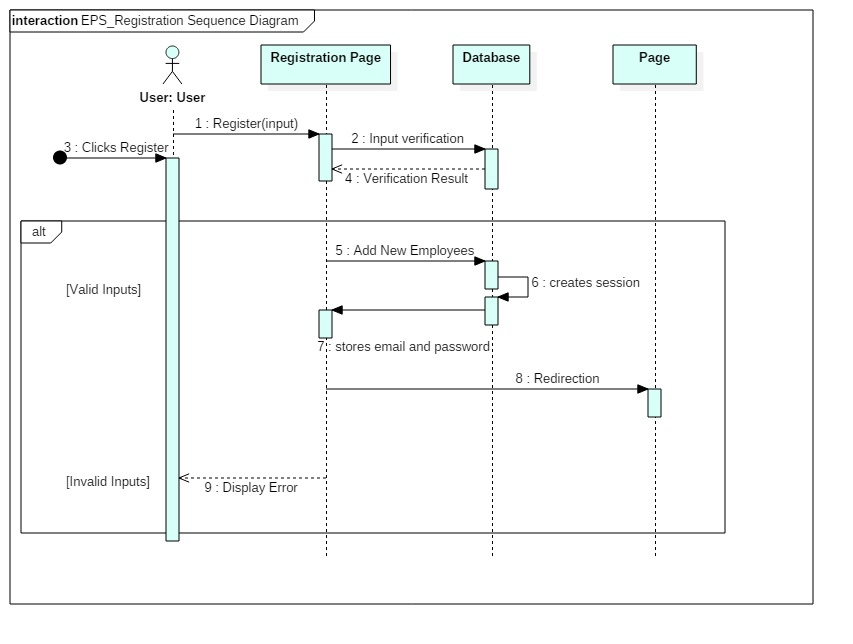 interaction EPS_Registration Sequence Diagram
Registration Page
Database
Page
User: User
1 : Register(input)
2 : Input verification
3 : Clicks Register
4 : Verification Result
alt
5 : Add New Employees
6 : creates session
[Valid Inputs]
7 : stores email and password
8 : Redirection
[Invalid Inputs]
9 : Display Error